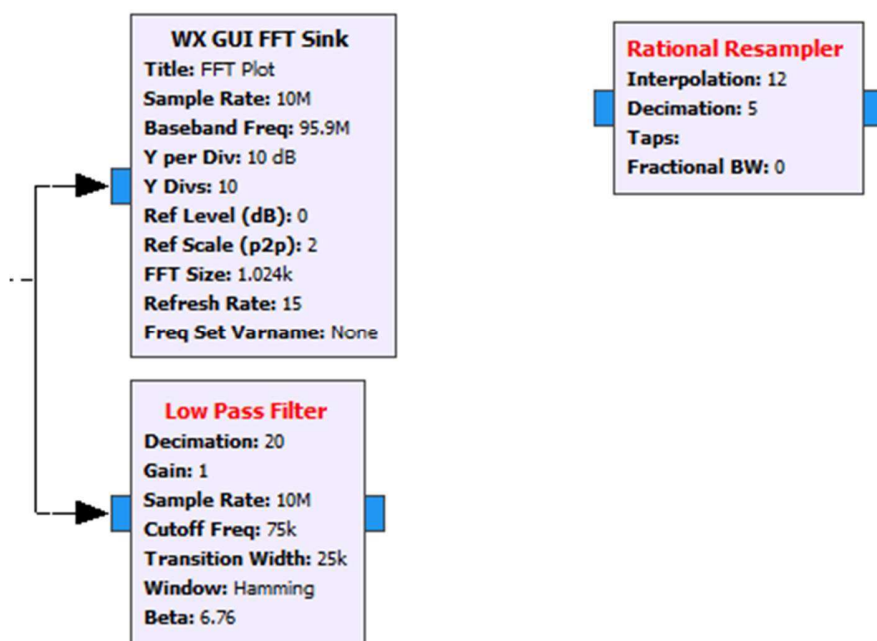 WX GUI FFT Sink
Title: FFT Plot
Sample Rate: 10M
Baseband Freq: 95.9M
Y per Div: 10 dB
Y Divs: 10
Ref Level (dB): 0
Ref Scale (p2p): 2
FFT Size: 1.024k
Refresh Rate: 15
Freq Set Varname: None
Rational Resampler
Interpolation: 12
Decimation: 5
Taps:
Fractional BW: 0
Low Pass Filter
Decimation: 20
Gain: 1
Sample Rate: 10M
Cutoff Freq: 75k
Transition Width: 25k
Window: Hamming
Beta: 6.76